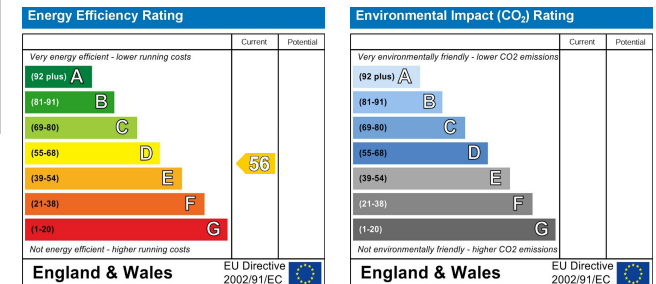 Energy Efficiency Rating
Current Potential
Very energy efficient - lower running costs
(92 plus) A
(81-91) B
(69-80) C
(55-68) D
56
(39-54) E
(21-38) F
(1-20) G
Not energy efficient - higher running costs
England & Wales
EU Directive
2002/91/EC
Environmental Impact (CO₂) Rating
Current Potential
Very environmentally friendly - lower CO2 emissions
(92 plus) A
(81-91) B
(69-80) C
(55-68) D
(39-54) E
(21-38) F
(1-20) G
Not environmentally friendly - higher CO2 emissions
England & Wales
EU Directive
2002/91/EC